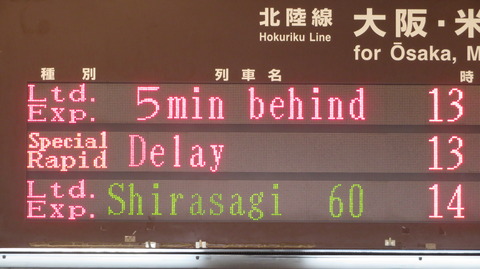 北陸線 大阪・米
Hokuriku Line for Ōsaka, M
種別 列車名 時
Ltd. Exp. 5min behind 13
Special Rapid Delay 13
Ltd. Exp. Shirasagi 60 14